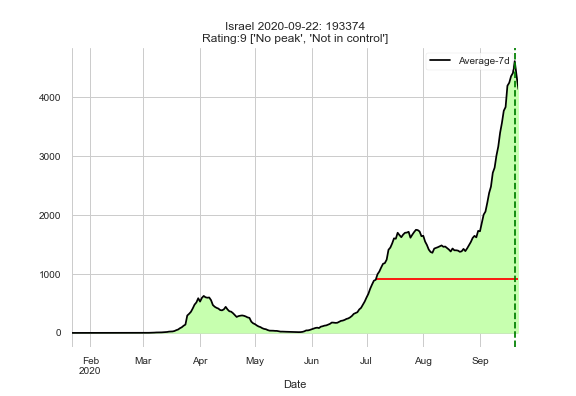 Israel 2020-09-22: 193374
Rating:9 ['No peak', 'Not in control']
Average-7d
4000
3000
2000
1000
0
Feb Mar Apr May Jun Jul Aug Sep
2020
Date